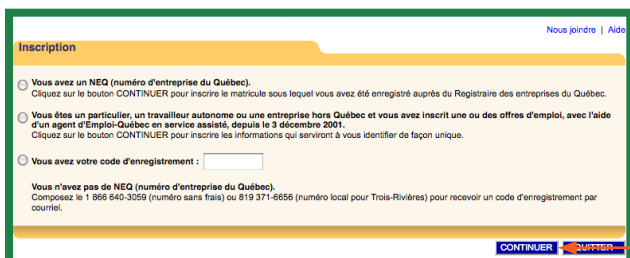 Nous joindre | Aide
Inscription
Vous avez un NEQ (numéro d'entreprise du Québec).
Cliquez sur le bouton CONTINUER pour inscrire le matricule sous lequel vous avez été enregistré auprès du Registraire des entreprises du Québec.
Vous êtes un particulier, un travailleur autonome ou une entreprise hors Québec et vous avez inscrit une ou des offres d'emploi, avec l'aide
d'un agent d'Emploi-Québec en service assisté, depuis le 3 décembre 2001.
Cliquez sur le bouton CONTINUER pour inscrire les informations qui serviront à vous identifier de façon unique.
Vous avez votre code d'enregistrement :
Vous n'avez pas de NEQ (numéro d'entreprise du Québec).
Composez le 1 866 640-3059 (numéro sans frais) ou 819 371-6656 (numéro local pour Trois-Rivières) pour recevoir un code d'enregistrement par
courriel.
CONTINUER QUITTER